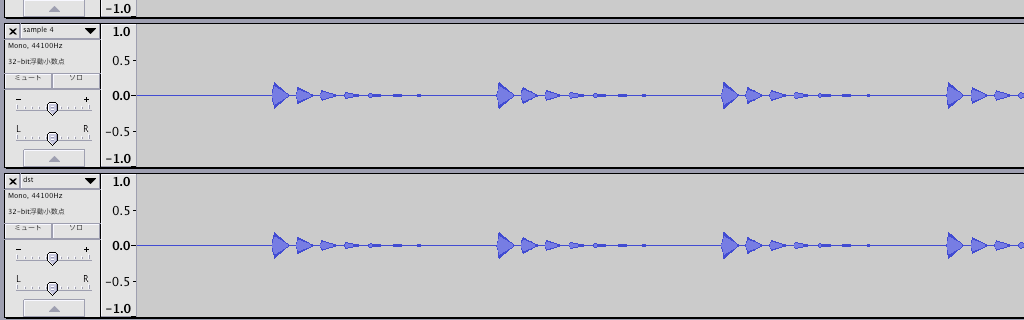 -1.0
× sample 4 ▼
Mono, 44100Hz
32-bit浮動小数点
ミュート ソロ
- +
L R
1.0
0.5-
0.0-
-0.5-
-1.0
× dst ▼
Mono, 44100Hz
32-bit浮動小数点
ミュート ソロ
- +
L R
1.0
0.5-
0.0-
-0.5-
-1.0